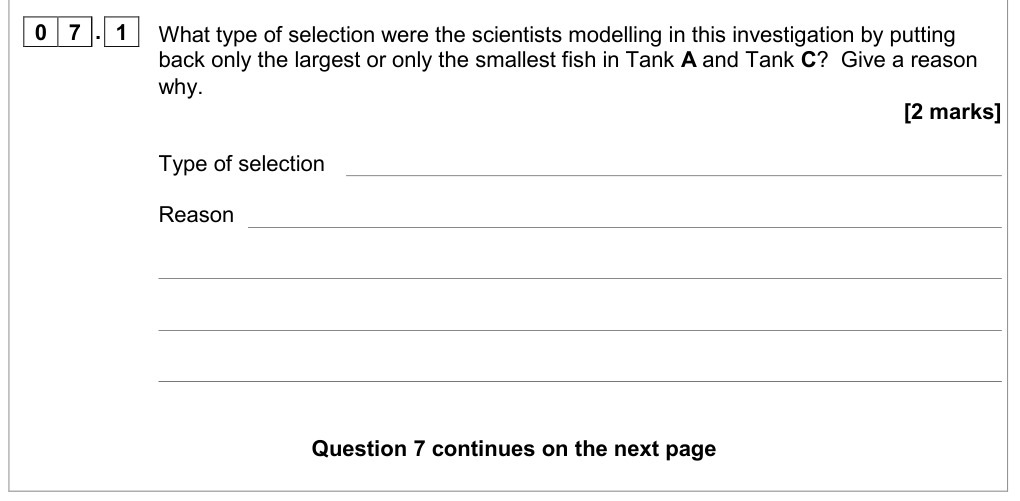 0 7 . 1 What type of selection were the scientists modelling in this investigation by putting
back only the largest or only the smallest fish in Tank A and Tank C? Give a reason
why.
[2 marks]
Type of selection
Reason
Question 7 continues on the next page